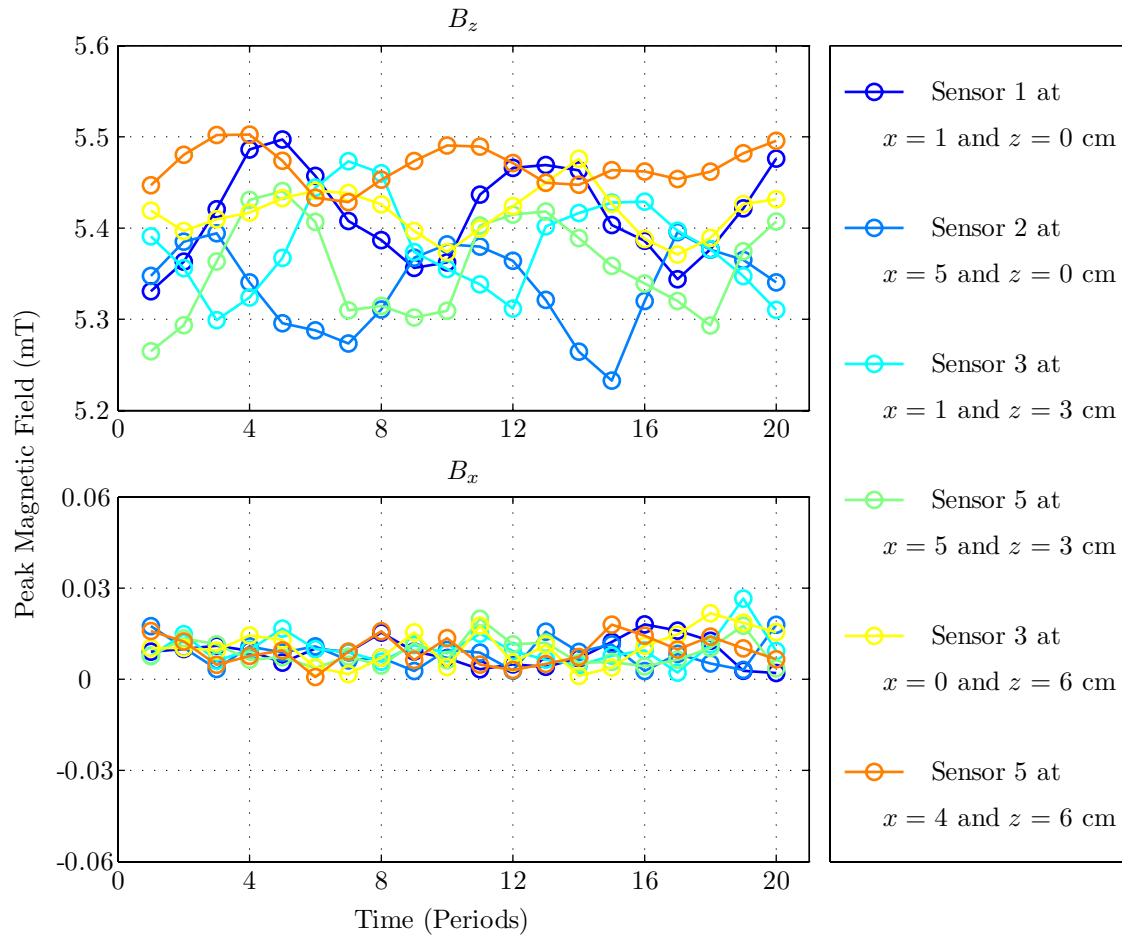 B_z
5.6
5.5
5.4
5.3
5.2
0 4 8 12 16 20
Peak Magnetic Field (mT)
B_x
0.06
0.03
0
-0.03
-0.06
0 4 8 12 16 20
Time (Periods)
Sensor 1 at
x = 1 and z = 0 cm
Sensor 2 at
x = 5 and z = 0 cm
Sensor 3 at
x = 1 and z = 3 cm
Sensor 5 at
x = 5 and z = 3 cm
Sensor 3 at
x = 0 and z = 6 cm
Sensor 5 at
x = 4 and z = 6 cm